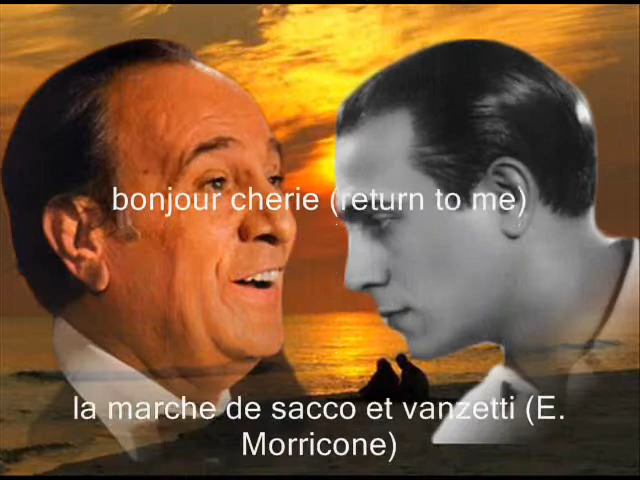 bonjour cherie (return to me)
la marche de sacco et vanzetti (E.
Morricone)